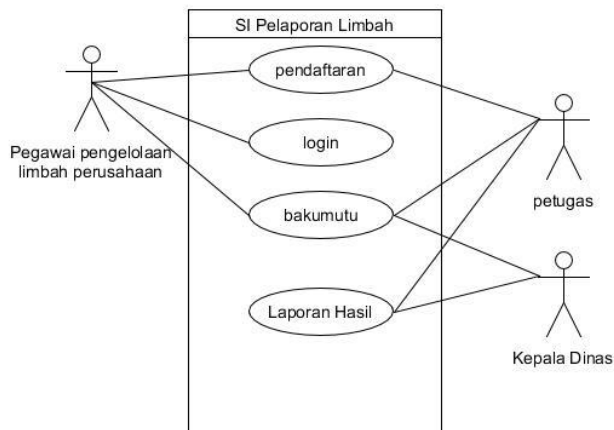 SI Pelaporan Limbah
pendaftaran
Pegawai pengelolaan
limbah perusahaan
login
petugas
bakumutu
Laporan Hasil
Kepala Dinas